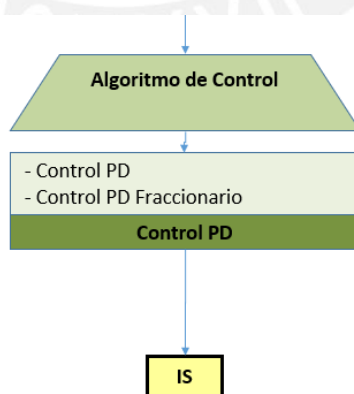 Algoritmo de Control
- Control PD
- Control PD Fraccionario
Control PD
IS